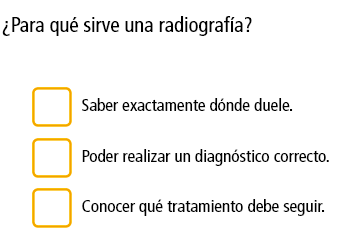 ¿Para qué sirve una radiografía?
Saber exactamente dónde duele.
Poder realizar un diagnóstico correcto.
Conocer qué tratamiento debe seguir.